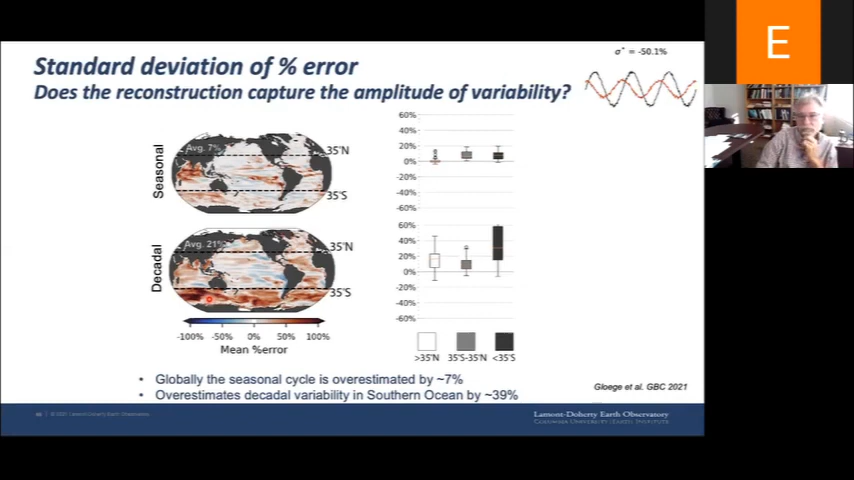 Standard deviation of % error
Does the reconstruction capture the amplitude of variability?
σ* = -50.1%
E
Seasonal
Avg. 7%
35°N
35°S
60%
40%
20%
0%
-20%
-40%
-60%
Decadal
Avg. 21%
35°N
35°S
60%
40%
20%
0%
-20%
-40%
-60%
-100% -50% 0% 50% 100%
Mean %error
>35°N 35°S-35°N <35°S
• Globally the seasonal cycle is overestimated by ~7%
• Overestimates decadal variability in Southern Ocean by ~39%
Gloege et al. GBC 2021
Lamont-Doherty Earth Observatory
Columbia University | Earth Institute